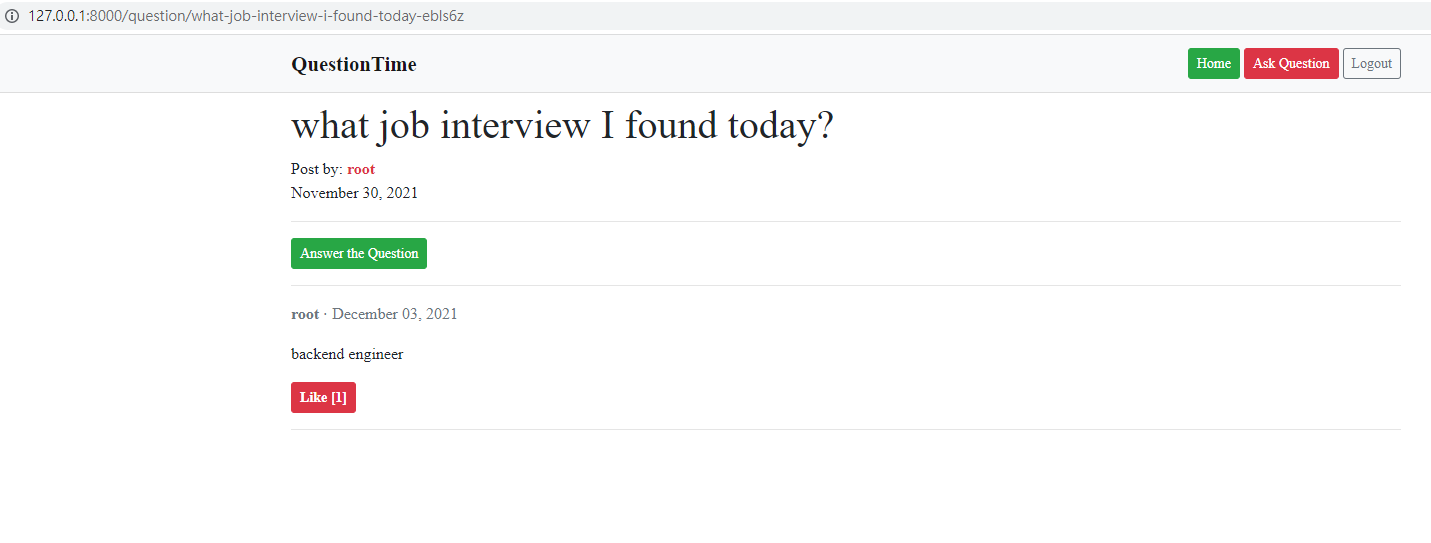 127.0.0.1:8000/question/what-job-interview-i-found-today-ebls6z
QuestionTime Home Ask Question Logout
what job interview I found today?
Post by: root
November 30, 2021
Answer the Question
root · December 03, 2021
backend engineer
Like [1]